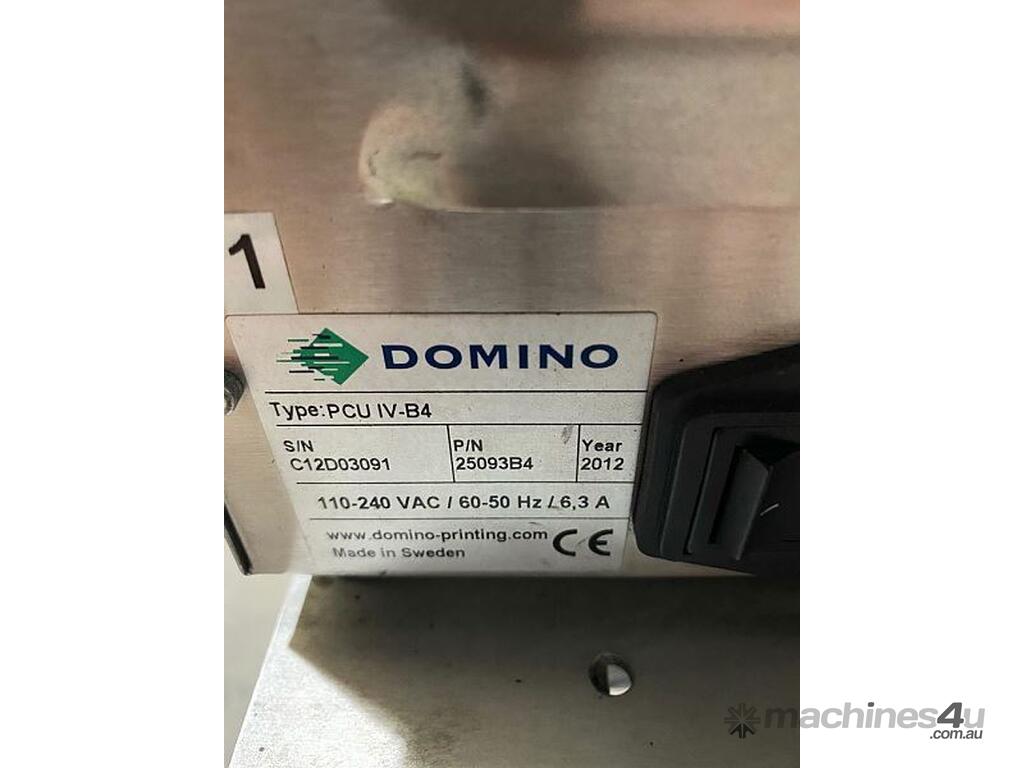 1
DOMINO
Type: PCU IV-B4
S/N P/N Year
C12D03091 25093B4 2012
110-240 VAC / 60-50 Hz / 6,3 A
www.domino-printing.com CE
Made in Sweden
machines4u
.com.au